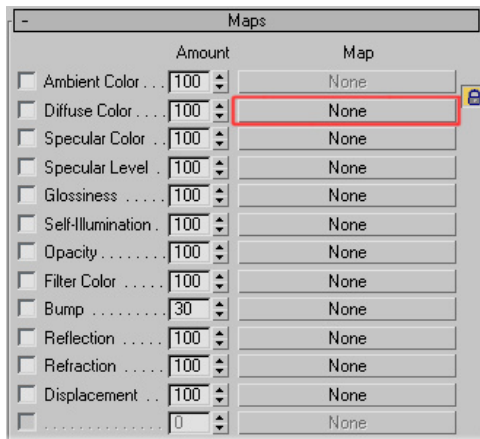 - Maps
Amount Map
Ambient Color . . . 100 None
Diffuse Color . . . . 100 None
Specular Color . . 100 None
Specular Level . 100 None
Glossiness . . . . . 100 None
Self-Illumination . 100 None
Opacity . . . . . . . . 100 None
Filter Color . . . . . 100 None
Bump . . . . . . . . . 30 None
Reflection . . . . . 100 None
Refraction . . . . . 100 None
Displacement . . 100 None
. . . . . . . . . . . . . . 0 None